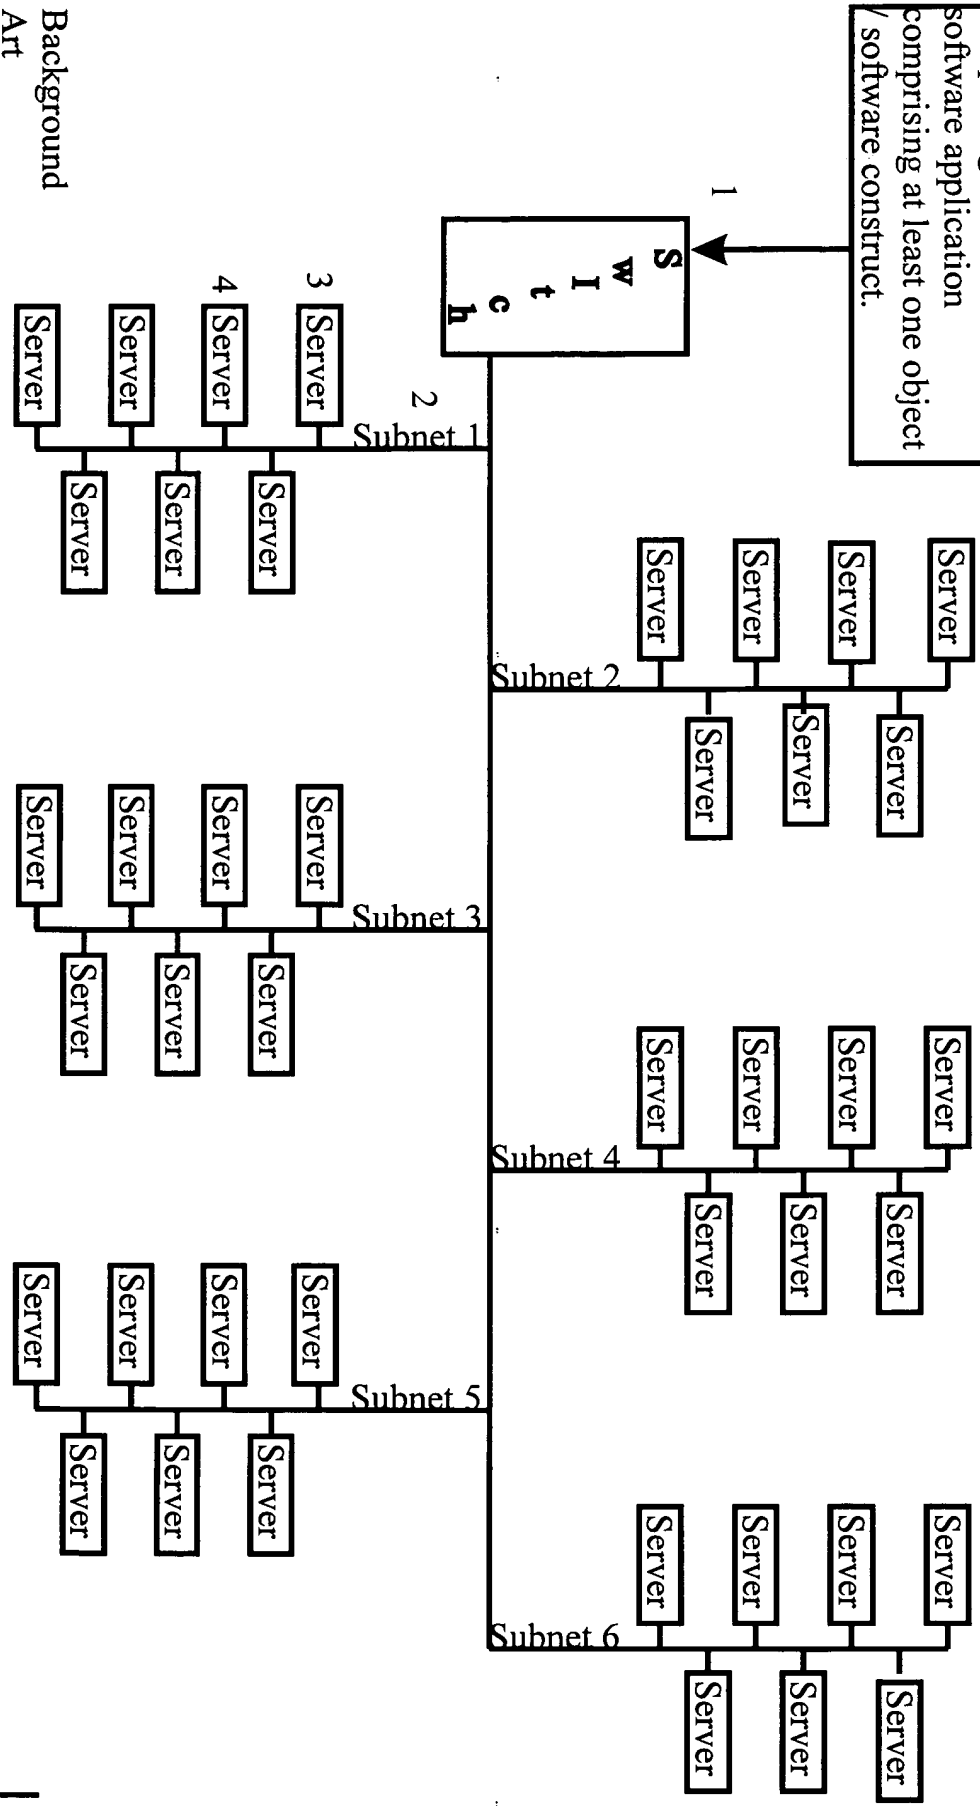 software application
comprising at least one object
/ software construct.
1
S
w
I
t
c
h
Server
Server
Server
Server
Server
Server
Server
Subnet 2
Server
Server
Server
Server
Server
Server
Server
Subnet 4
Server
Server
Server
Server
Server
Server
Server
Subnet 6
2
Subnet 1
3
Server
Server
4
Server
Server
Server
Server
Server
Subnet 3
Server
Server
Server
Server
Server
Server
Server
Subnet 5
Server
Server
Server
Server
Server
Server
Server
Background
Art